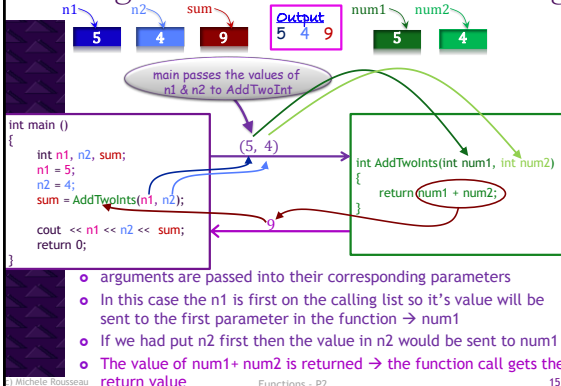 n1
n2
sum
Output
num1
num2
5
4
9
5 4 9
5
4
main passes the values of
n1 & n2 to AddTwoInt
int main ()
{
int n1, n2, sum;
n1 = 5;
n2 = 4;
sum = AddTwoInts(n1, n2);
cout << n1 << n2 << sum;
return 0;
}
(5, 4)
9
int AddTwoInts(int num1, int num2)
{
return num1 + num2;
}
arguments are passed into their corresponding parameters
In this case the n1 is first on the calling list so it's value will be
sent to the first parameter in the function → num1
If we had put n2 first then the value in n2 would be sent to num1
The value of num1+ num2 is returned → the function call gets the
return value
c) Michele Rousseau
Functions - P2
15